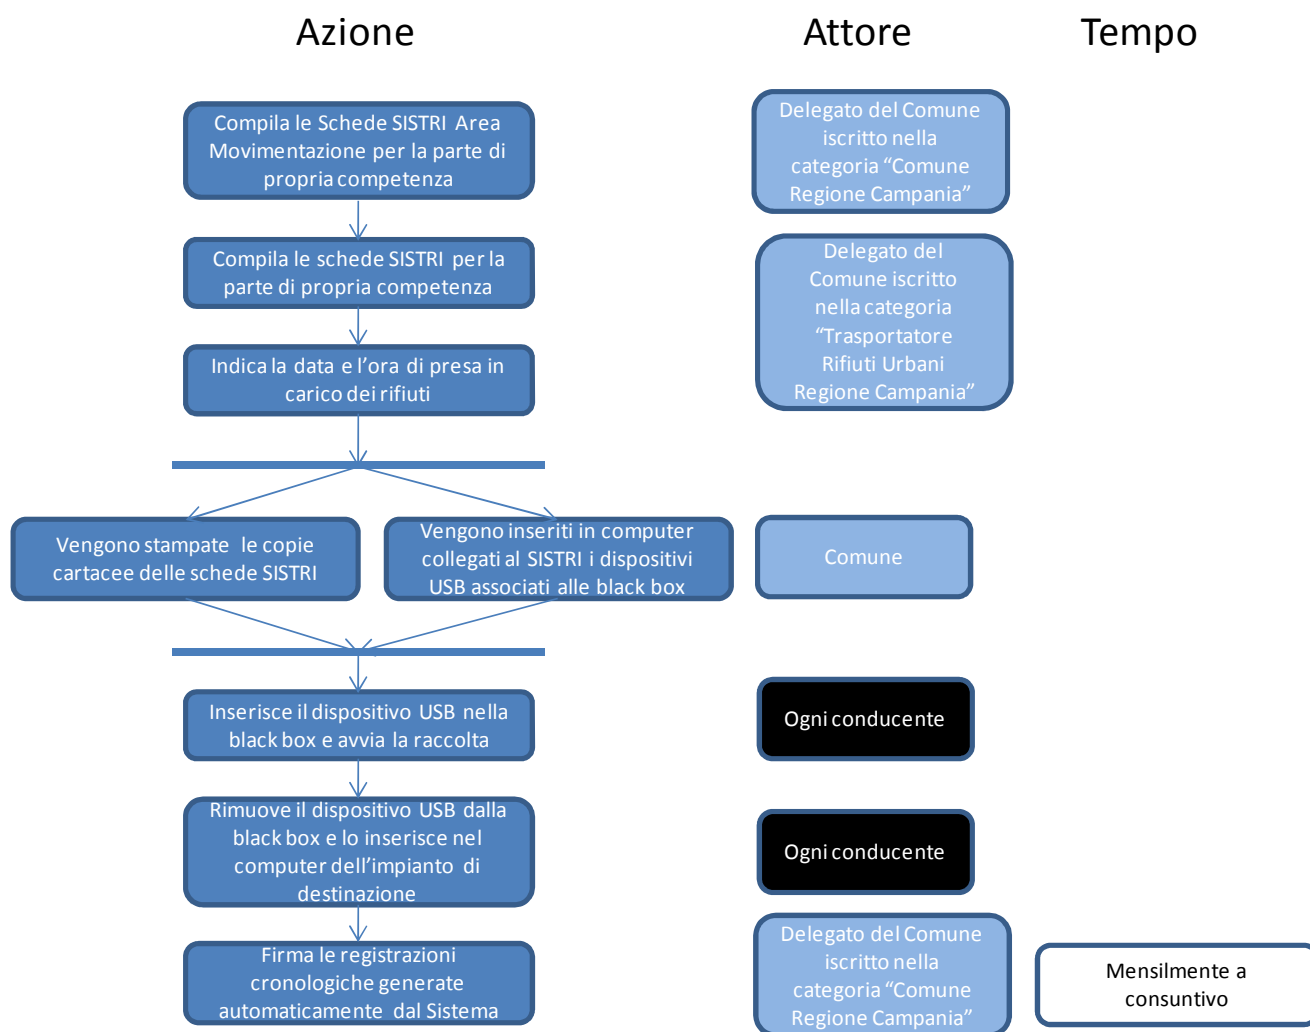 Azione
Attore
Tempo
Compila le Schede SISTRI Area
Movimentazione per la parte di
propria competenza
Delegato del Comune
iscritto nella
categoria “Comune
Regione Campania”
Compila le schede SISTRI per la
parte di propria competenza
Delegato del
Comune iscritto
nella categoria
“Trasportatore
Rifiuti Urbani
Regione Campania”
Indica la data e l’ora di presa in
carico dei rifiuti
Vengono stampate le copie
cartacee delle schede SISTRI
Vengono inseriti in computer
collegati al SISTRI i dispositivi
USB associati alle black box
Comune
Inserisce il dispositivo USB nella
black box e avvia la raccolta
Ogni conducente
Rimuove il dispositivo USB dalla
black box e lo inserisce nel
computer dell’impianto di
destinazione
Ogni conducente
Firma le registrazioni
cronologiche generate
automaticamente dal Sistema
Delegato del Comune
iscritto nella
categoria “Comune
Regione Campania”
Mensilmente a
consuntivo